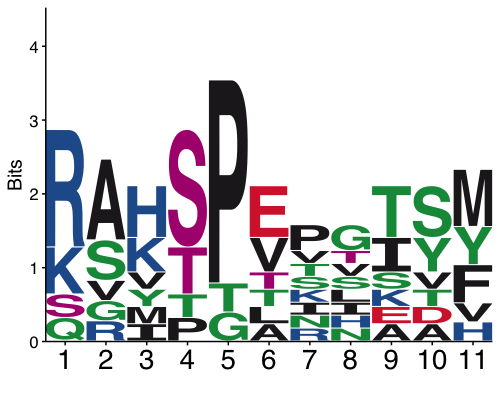 Bits
4
3
2
1
0
R K S Q
A S V G R
H K V Y M I
S T T P
P T G
E V T T L A
P V T S K I N R
G T V S L I H N
T I S K E A
S Y V T D A
M Y F V H
1 2 3 4 5 6 7 8 9 10 11